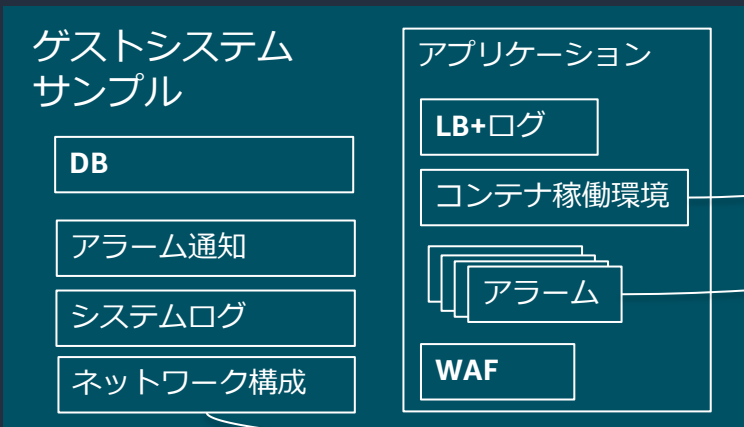 ゲストシステム
サンプル
DB
アラーム通知
システムログ
ネットワーク構成
アプリケーション
LB+ログ
コンテナ稼働環境
アラーム
WAF